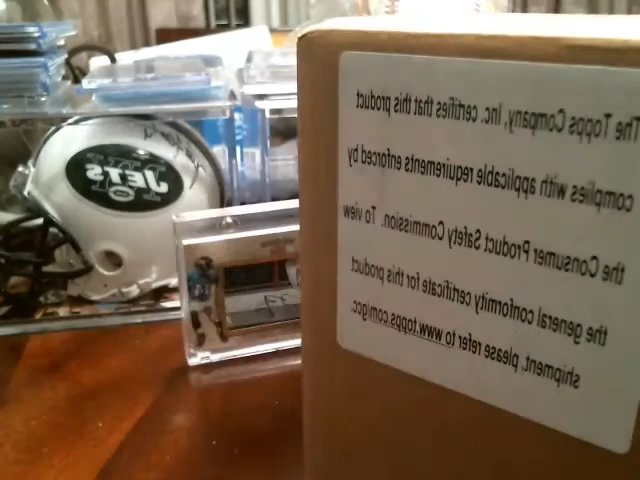 JETS
The Topps Company, Inc. certifies that this product
complies with applicable requirements enforced by
the Consumer Product Safety Commission. To view
the general conformity certificate for this product
shipment, please refer to www.topps.com/gcc.